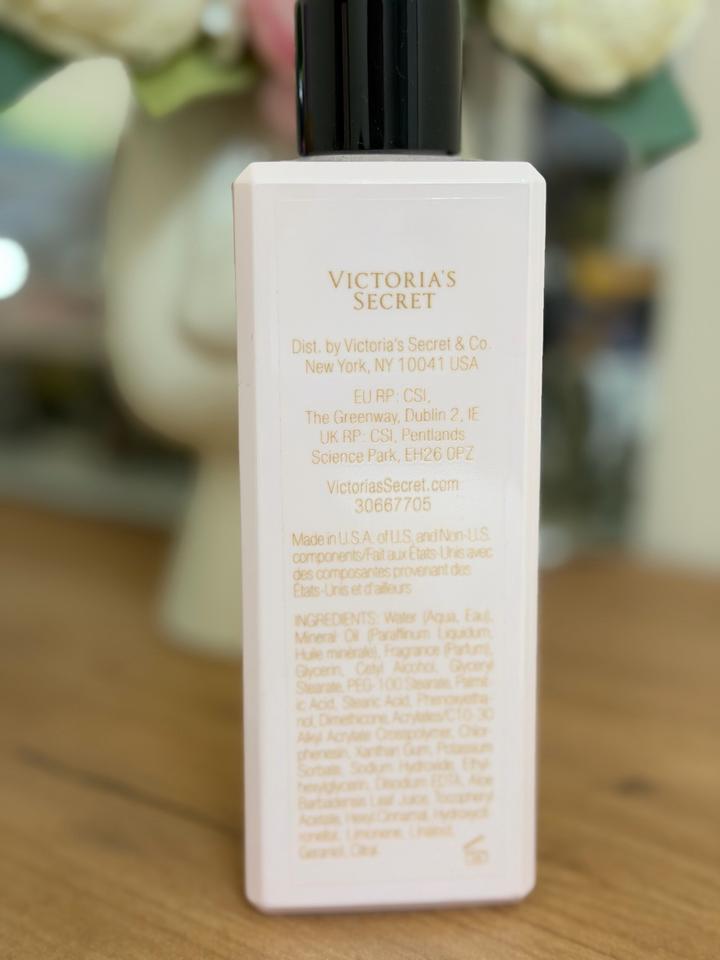 VICTORIA'S
SECRET
Dist. by Victoria's Secret & Co.
New York, NY 10041 USA
EU RP: CSI,
The Greenway, Dublin 2, IE
UK RP: CSI, Pentlands
Science Park, EH26 0PZ
VictoriasSecret.com
30667705
Made in U.S.A. of U.S. and Non-U.S.
components/Fait aux États-Unis avec
des composantes provenant des
États-Unis et d'ailleurs
INGREDIENTS: Water (Aqua, Eau),
Mineral Oil (Paraffinum Liquidum,
Huile minérale), Fragrance (Parfum),
Glycerin, Cetyl Alcohol, Glyceryl
Stearate, PEG-100 Stearate, Palmit-
ic Acid, Stearic Acid, Phenoxyetha-
nol, Dimethicone, Acrylates/C10-30
Alkyl Acrylate Crosspolymer, Chlor-
phenesin, Xanthan Gum, Potassium
Sorbate, Sodium Hydroxide, Ethyl-
hexylglycerin, Disodium EDTA, Aloe
Barbadensis Leaf Juice, Tocopheryl
Acetate, Hexyl Cinnamal, Hydroxycit-
ronellal, Limonene, Linalool,
Geraniol, Citral